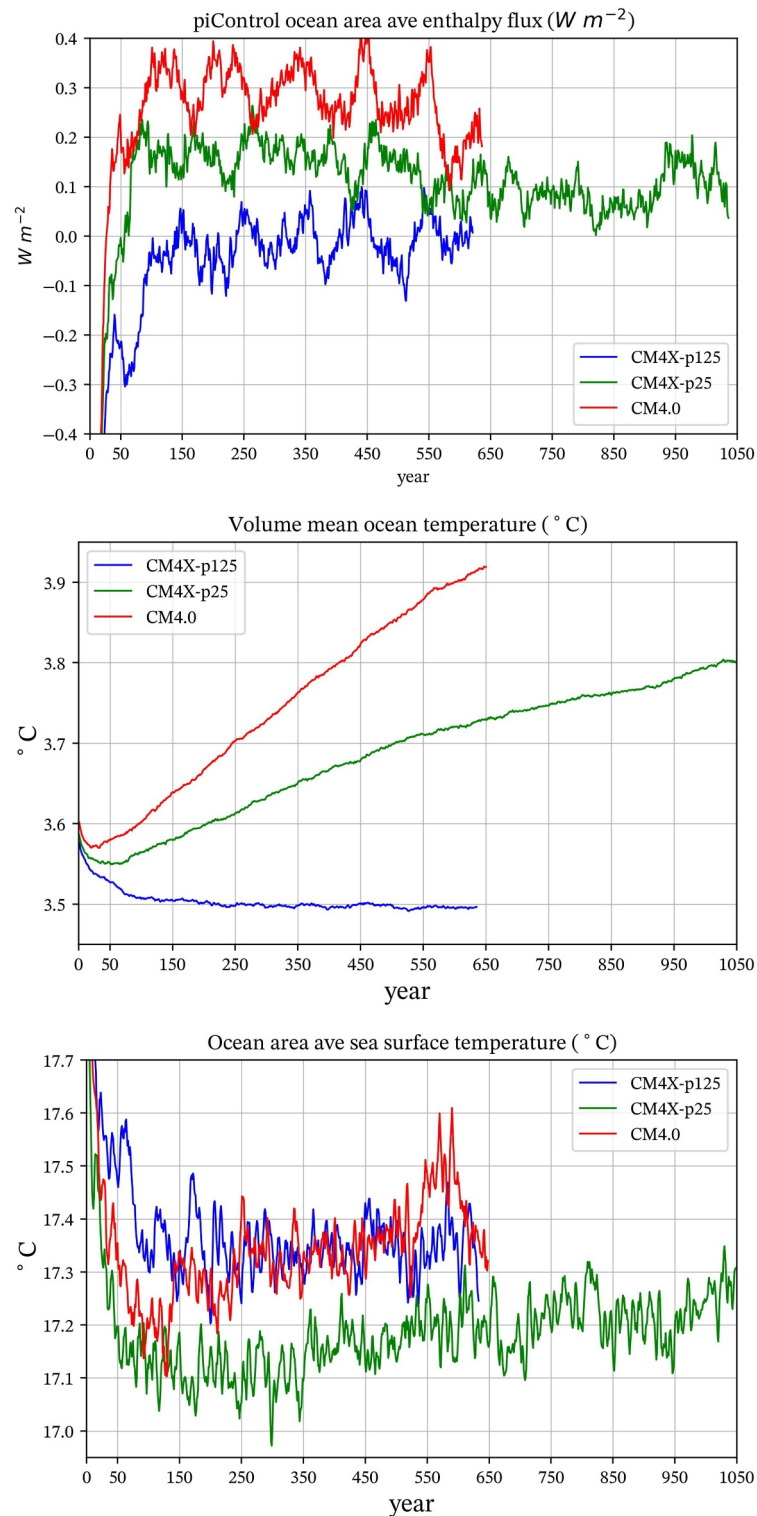 piControl ocean area ave enthalpy flux (W m⁻²)
0.4
0.3
0.2
0.1
0.0
−0.1
−0.2
−0.3
−0.4
W m⁻²
CM4X-p125
CM4X-p25
CM4.0
0 50 150 250 350 450 550 650 750 850 950 1050
year
Volume mean ocean temperature (°C)
CM4X-p125
CM4X-p25
CM4.0
3.9
3.8
3.7
3.6
3.5
°C
0 50 150 250 350 450 550 650 750 850 950 1050
year
Ocean area ave sea surface temperature (°C)
17.7
17.6
17.5
17.4
17.3
17.2
17.1
17.0
°C
CM4X-p125
CM4X-p25
CM4.0
0 50 150 250 350 450 550 650 750 850 950 1050
year